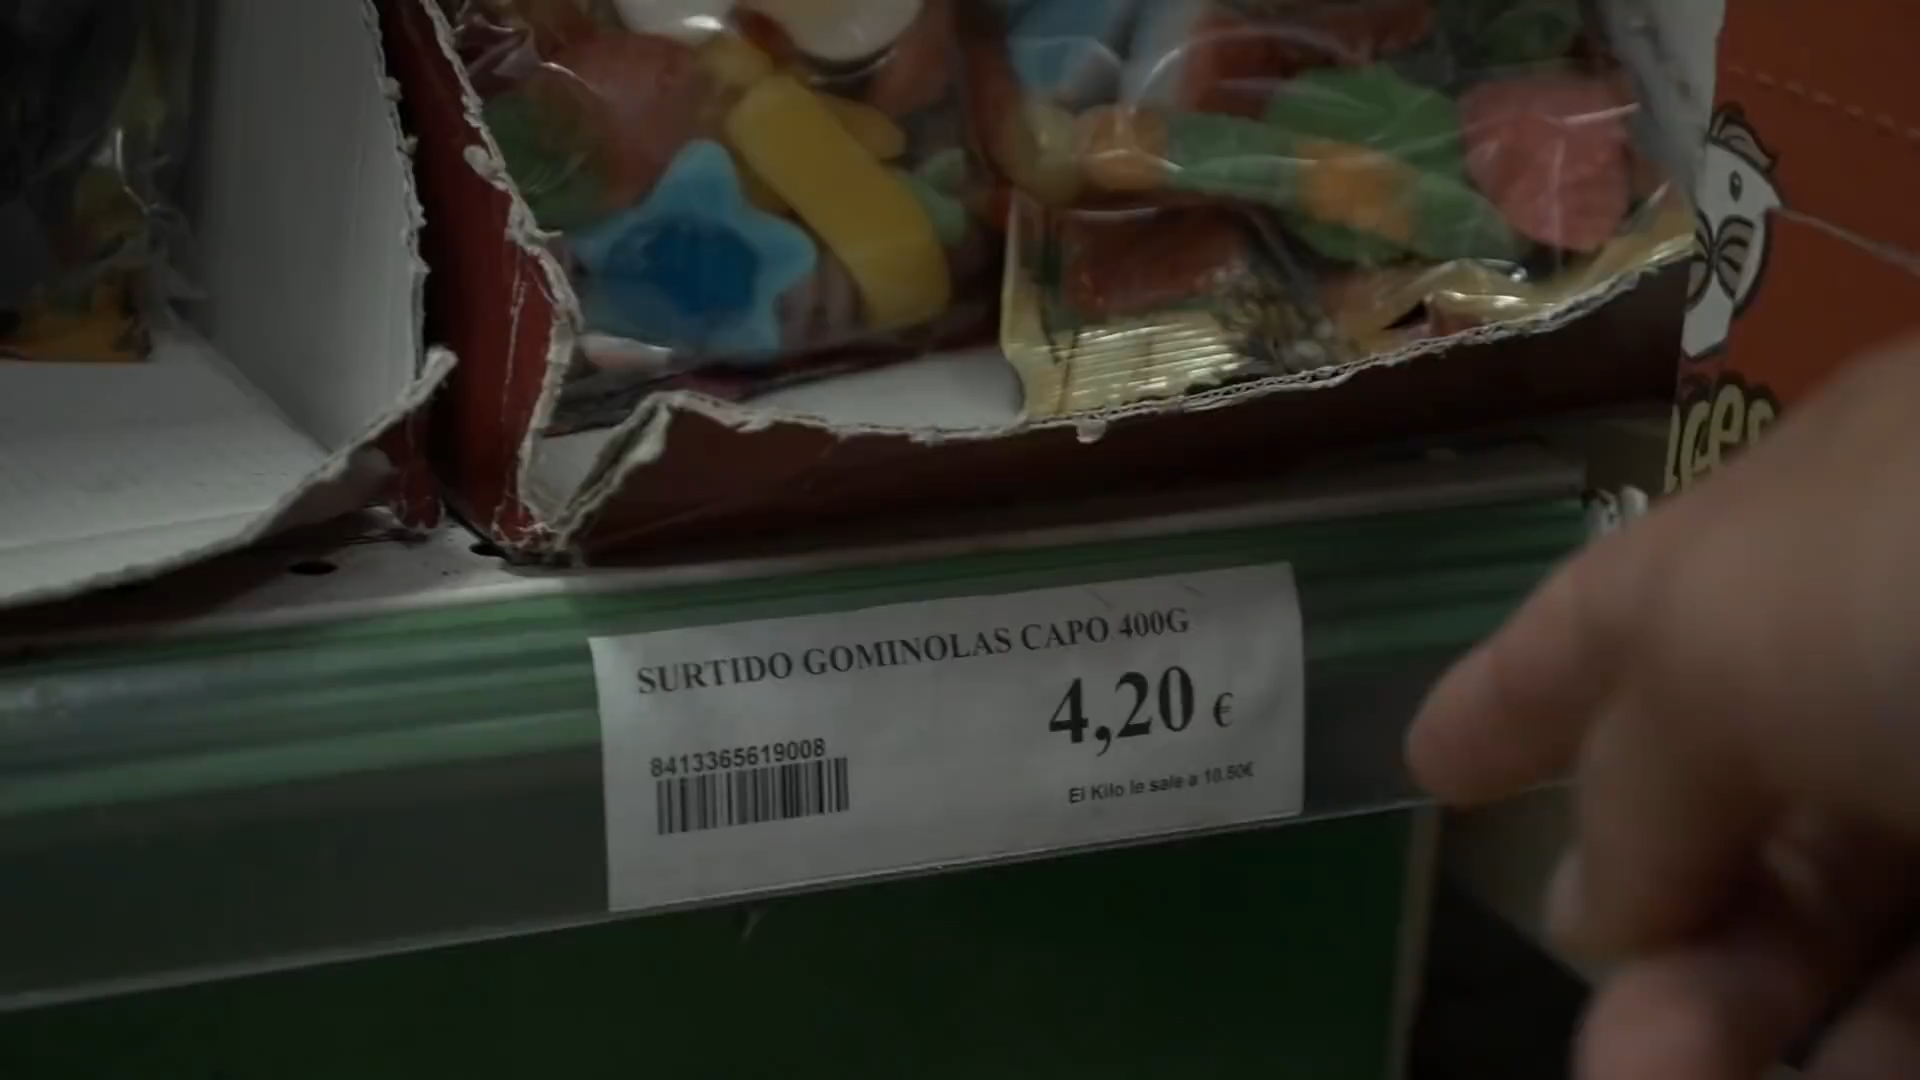 SURTIDO GOMINOLAS CAPO 400G
4,20 €
8413365619008
El Kilo le sale a 10.50€